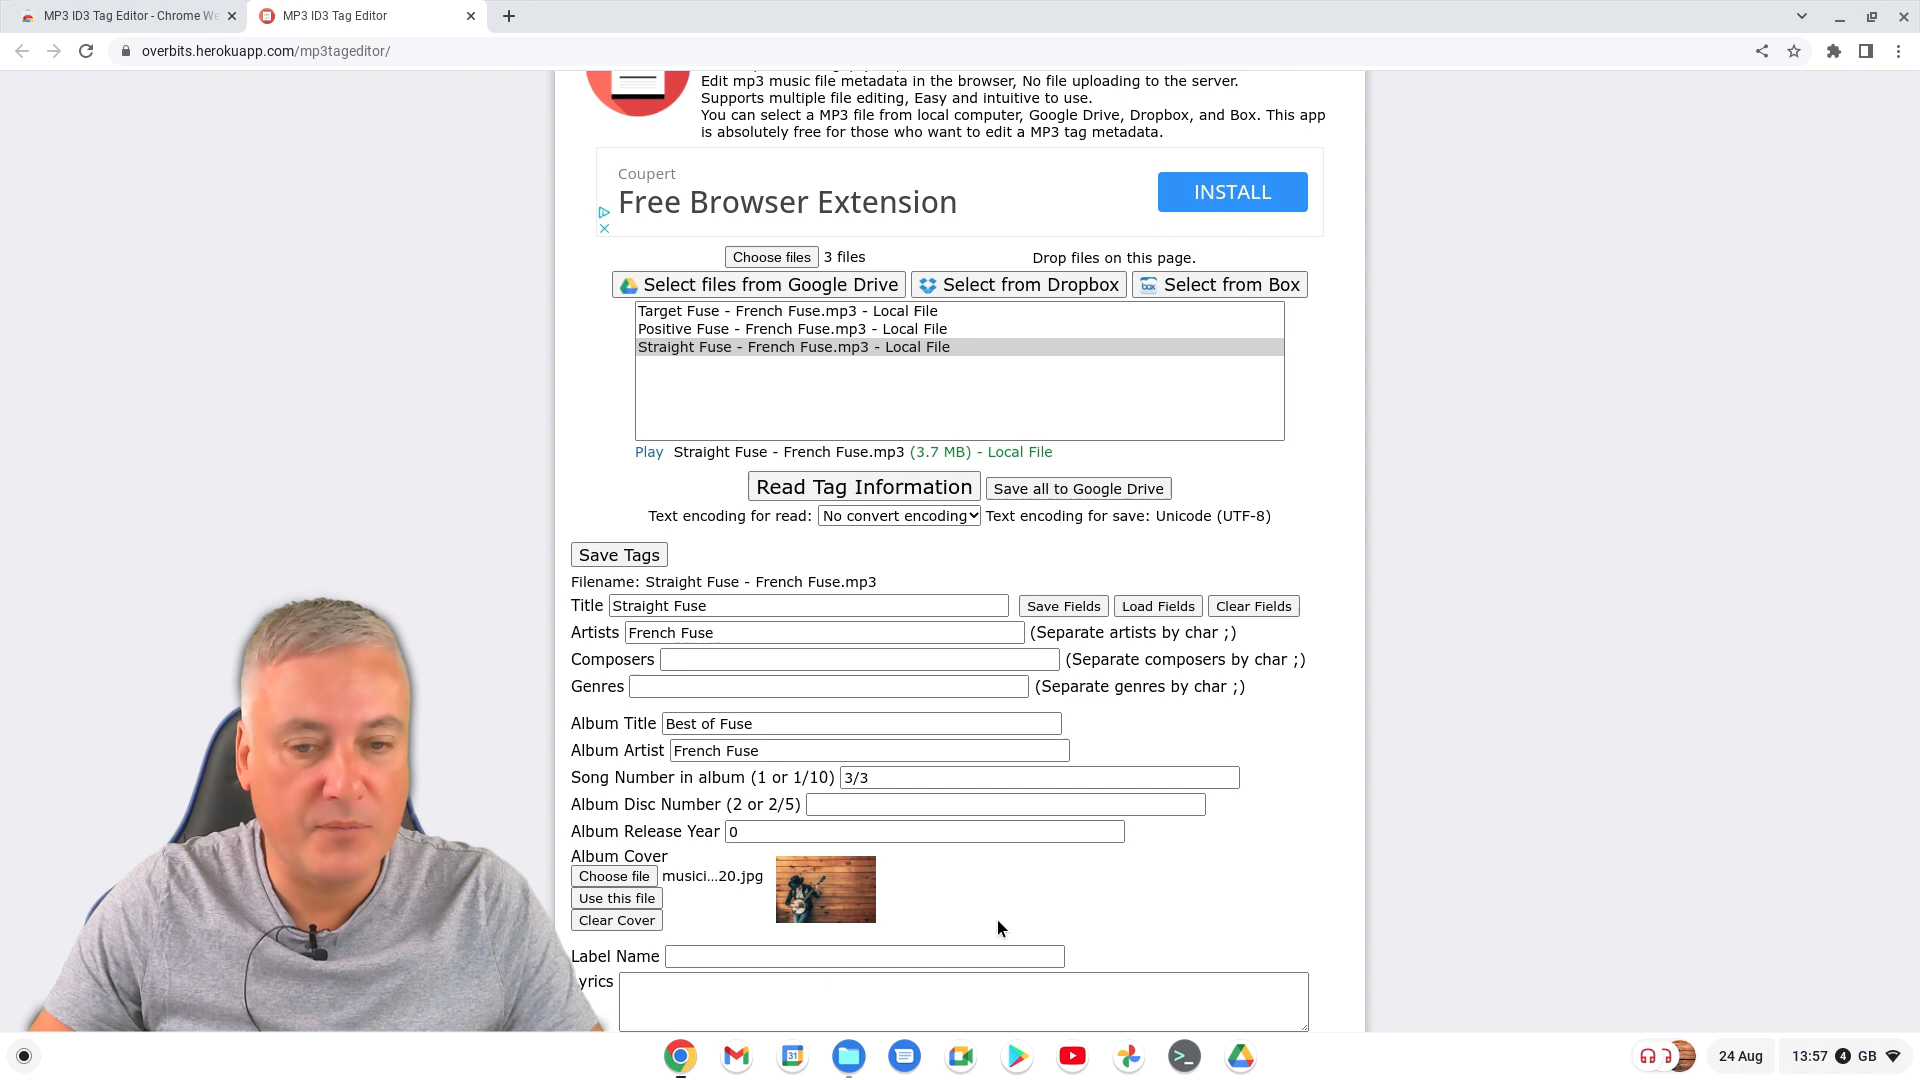 MP3 ID3 Tag Editor - Chrome We
MP3 ID3 Tag Editor
overbits.herokuapp.com/mp3tageditor/
Edit mp3 music file metadata in the browser, No file uploading to the server.
Supports multiple file editing, Easy and intuitive to use.
You can select a MP3 file from local computer, Google Drive, Dropbox, and Box. This app
is absolutely free for those who want to edit a MP3 tag metadata.
Coupert
Free Browser Extension
INSTALL
Choose files 3 files
Drop files on this page.
Select files from Google Drive
Select from Dropbox
box Select from Box
Target Fuse - French Fuse.mp3 - Local File
Positive Fuse - French Fuse.mp3 - Local File
Straight Fuse - French Fuse.mp3 - Local File
Play Straight Fuse - French Fuse.mp3 (3.7 MB) - Local File
Read Tag Information Save all to Google Drive
Text encoding for read: No convert encoding Text encoding for save: Unicode (UTF-8)
Save Tags
Filename: Straight Fuse - French Fuse.mp3
Title Straight Fuse Save Fields Load Fields Clear Fields
Artists French Fuse (Separate artists by char ;)
Composers (Separate composers by char ;)
Genres (Separate genres by char ;)
Album Title Best of Fuse
Album Artist French Fuse
Song Number in album (1 or 1/10) 3/3
Album Disc Number (2 or 2/5)
Album Release Year 0
Album Cover
Choose file musici...20.jpg
Use this file
Clear Cover
Label Name
yrics
31
24 Aug
13:57 4 GB